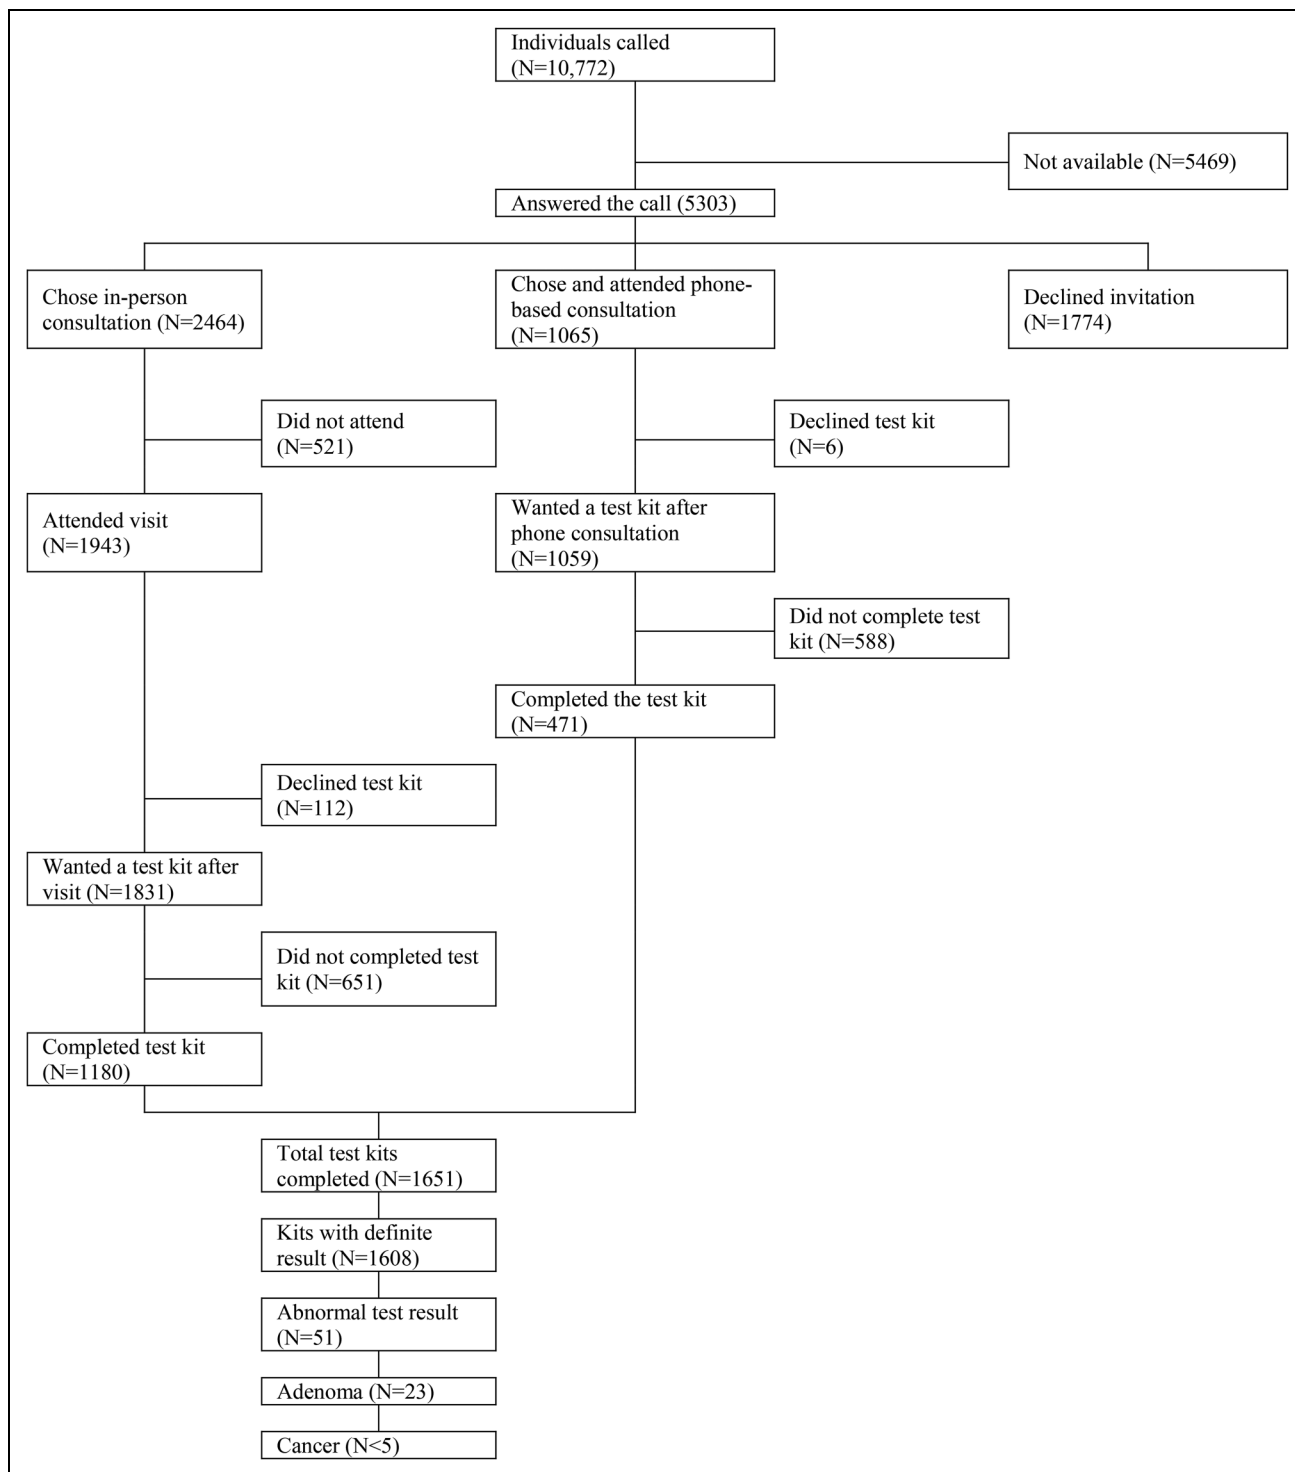 Individuals called
(N=10,772)
Not available (N=5469)
Answered the call (5303)
Chose in-person
consultation (N=2464)
Chose and attended phone-
based consultation
(N=1065)
Declined invitation
(N=1774)
Did not attend
(N=521)
Declined test kit
(N=6)
Attended visit
(N=1943)
Wanted a test kit after
phone consultation
(N=1059)
Did not complete test
kit (N=588)
Completed the test kit
(N=471)
Declined test kit
(N=112)
Wanted a test kit after
visit (N=1831)
Did not completed test
kit (N=651)
Completed test kit
(N=1180)
Total test kits
completed (N=1651)
Kits with definite
result (N=1608)
Abnormal test result
(N=51)
Adenoma (N=23)
Cancer (N<5)